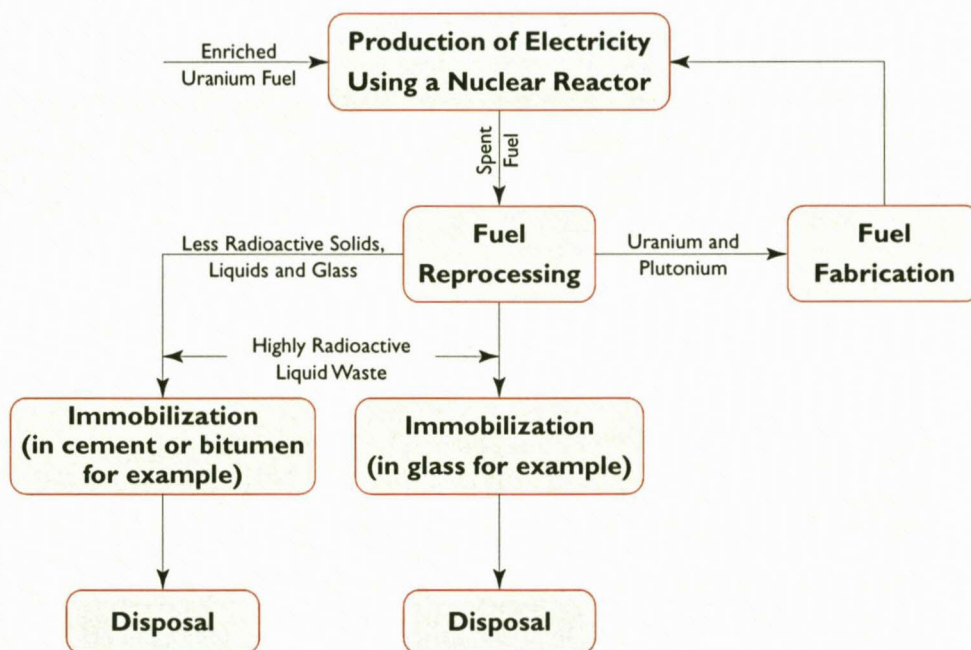 Enriched
Uranium Fuel
Production of Electricity
Using a Nuclear Reactor
Spent
Fuel
Less Radioactive Solids,
Liquids and Glass
Fuel
Reprocessing
Uranium and
Plutonium
Fuel
Fabrication
Highly Radioactive
Liquid Waste
Immobilization
(in cement or bitumen
for example)
Immobilization
(in glass for example)
Disposal
Disposal